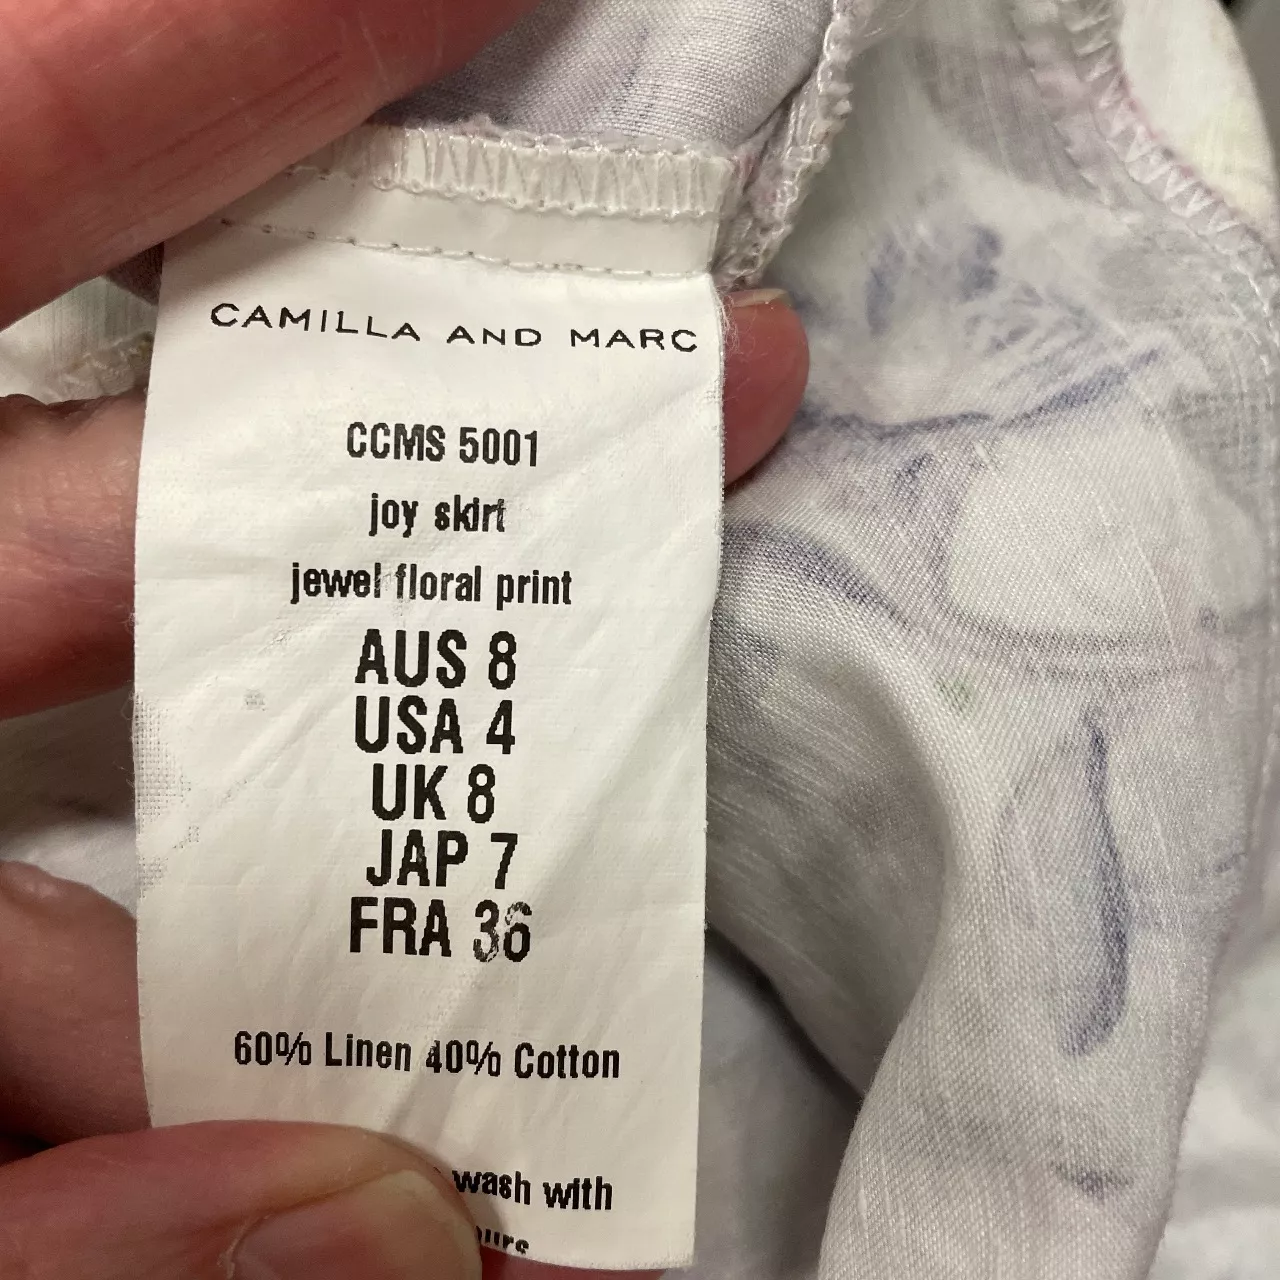 CAMILLA AND MARC
CCMS 5001
joy skirt
jewel floral print
AUS 8
USA 4
UK 8
JAP 7
FRA 36
60% Linen 40% Cotton
wash with